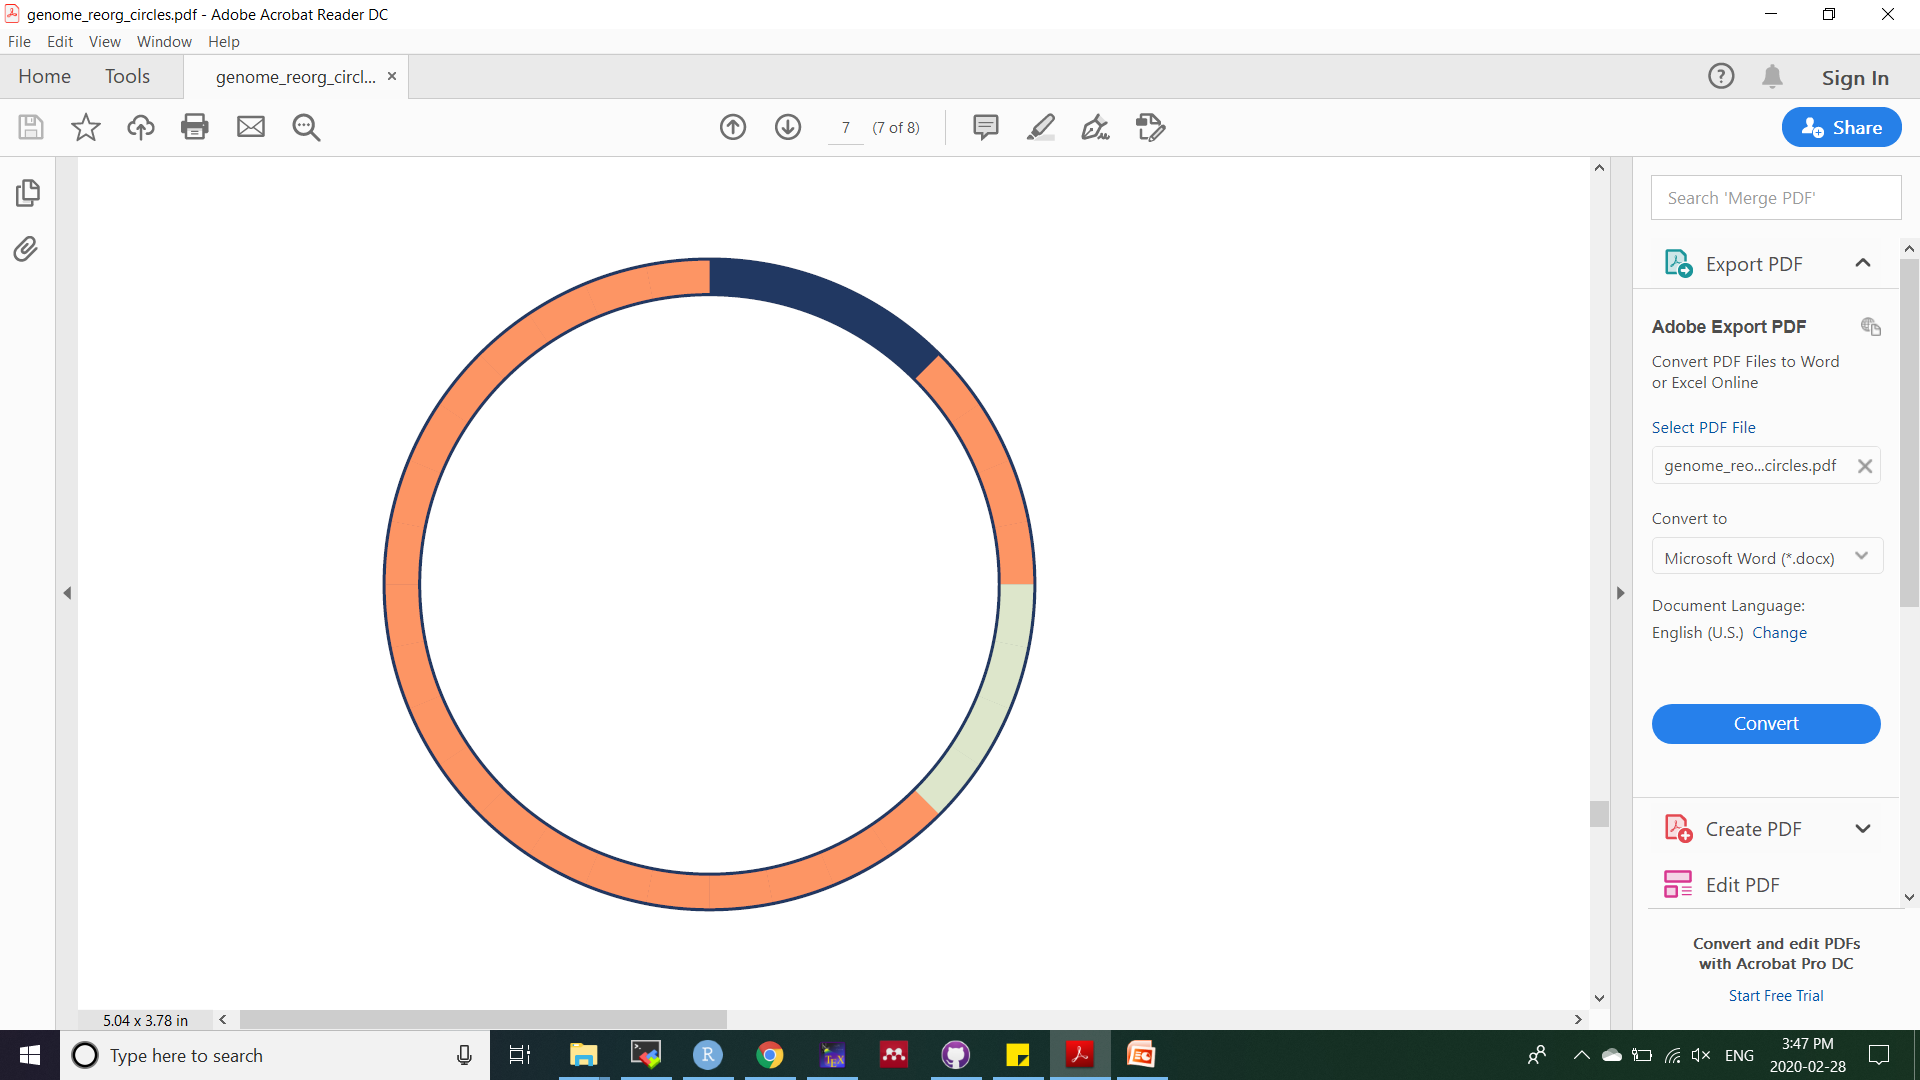 genome_reorg_circles.pdf - Adobe Acrobat Reader DC
File Edit View Window Help
Home Tools genome_reorg_circl... × Sign In
7 (7 of 8) Share
Search 'Merge PDF'
Export PDF
Adobe Export PDF
Convert PDF Files to Word
or Excel Online
Select PDF File
genome_reo...circles.pdf
Convert to
Microsoft Word (*.docx)
Document Language:
English (U.S.) Change
Convert
Create PDF
Edit PDF
Convert and edit PDFs
with Acrobat Pro DC
Start Free Trial
5.04 x 3.78 in
Type here to search
R
TEX
ENG
3:47 PM
2020-02-28